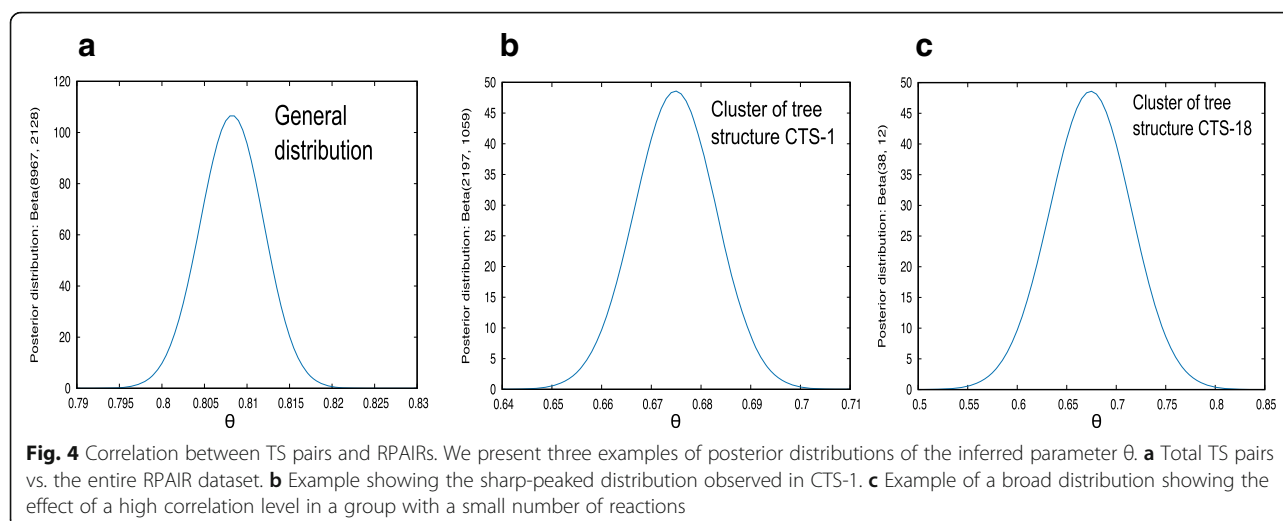 a
120
100
80
60
40
20
0
Posterior distribution: Beta(8967, 2128)
General
distribution
0.79 0.795 0.8 0.805 0.81 0.815 0.82 0.825 0.83
θ
b
50
45
40
35
30
25
20
15
10
5
0
Posterior distribution: Beta(2197, 1059)
Cluster of tree
structure CTS-1
0.64 0.65 0.66 0.67 0.68 0.69 0.7 0.71
θ
c
50
45
40
35
30
25
20
15
10
5
0
Posterior distribution: Beta(38, 12)
Cluster of tree
structure CTS-18
0.5 0.55 0.6 0.65 0.7 0.75 0.8 0.85
θ
Fig. 4 Correlation between TS pairs and RPAIRs. We present three examples of posterior distributions of the inferred parameter θ. a Total TS pairs
vs. the entire RPAIR dataset. b Example showing the sharp-peaked distribution observed in CTS-1. c Example of a broad distribution showing the
effect of a high correlation level in a group with a small number of reactions